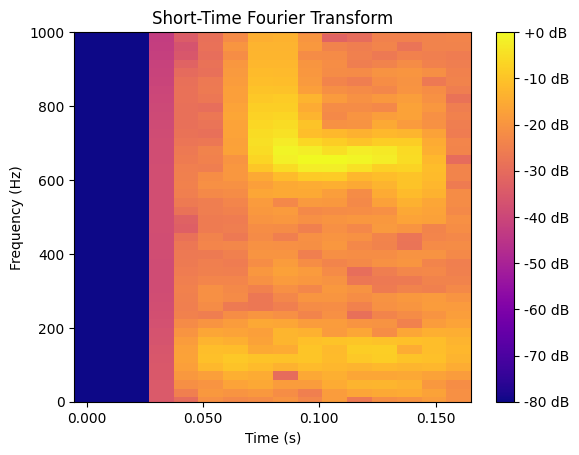 Short-Time Fourier Transform
1000
800
600
400
200
0
Frequency (Hz)
0.000
0.050
0.100
0.150
Time (s)
+0 dB
-10 dB
-20 dB
-30 dB
-40 dB
-50 dB
-60 dB
-70 dB
-80 dB